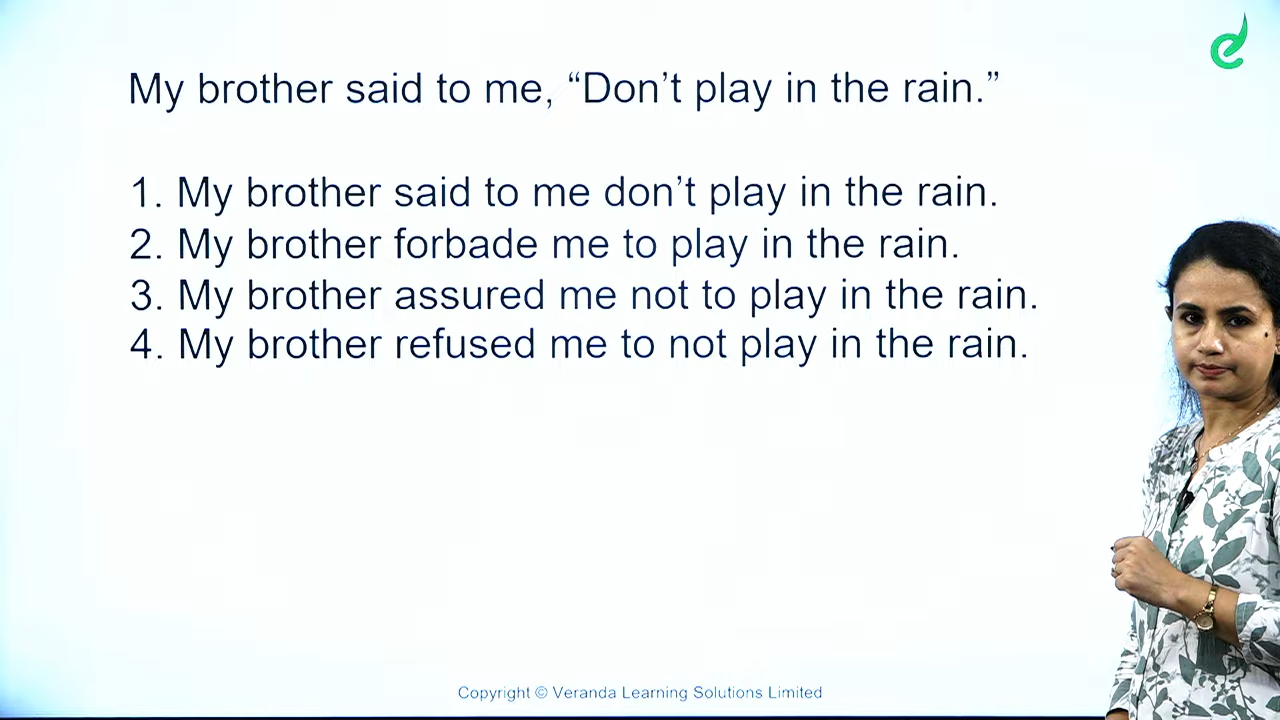 My brother said to me, “Don’t play in the rain.”
1. My brother said to me don’t play in the rain.
2. My brother forbade me to play in the rain.
3. My brother assured me not to play in the rain.
4. My brother refused me to not play in the rain.
Copyright © Veranda Learning Solutions Limited